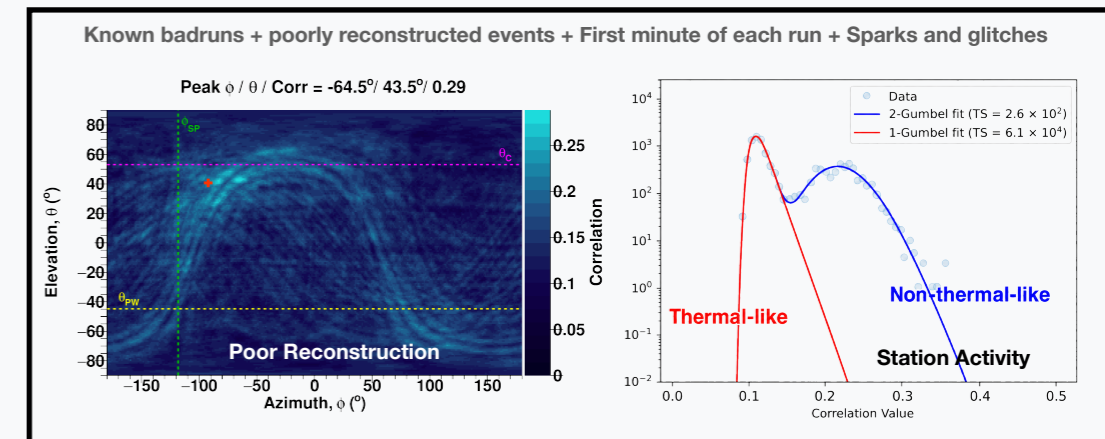 Known badruns + poorly reconstructed events + First minute of each run + Sparks and glitches
Peak ϕ / θ / Corr = -64.5°/ 43.5°/ 0.29
Elevation, θ (°)
80
60
40
20
0
−20
−40
−60
−80
ϕSP
θC
θPW
Poor Reconstruction
−150 −100 −50 0 50 100 150
Azimuth, ϕ (°)
0.25
0.2
0.15
0.1
0.05
0
Correlation
10⁴
10³
10²
10¹
10⁰
10⁻¹
10⁻²
Data
2-Gumbel fit (TS = 2.6 × 10²)
1-Gumbel fit (TS = 6.1 × 10⁴)
Thermal-like
Non-thermal-like
Station Activity
0.0 0.1 0.2 0.3 0.4 0.5
Correlation Value